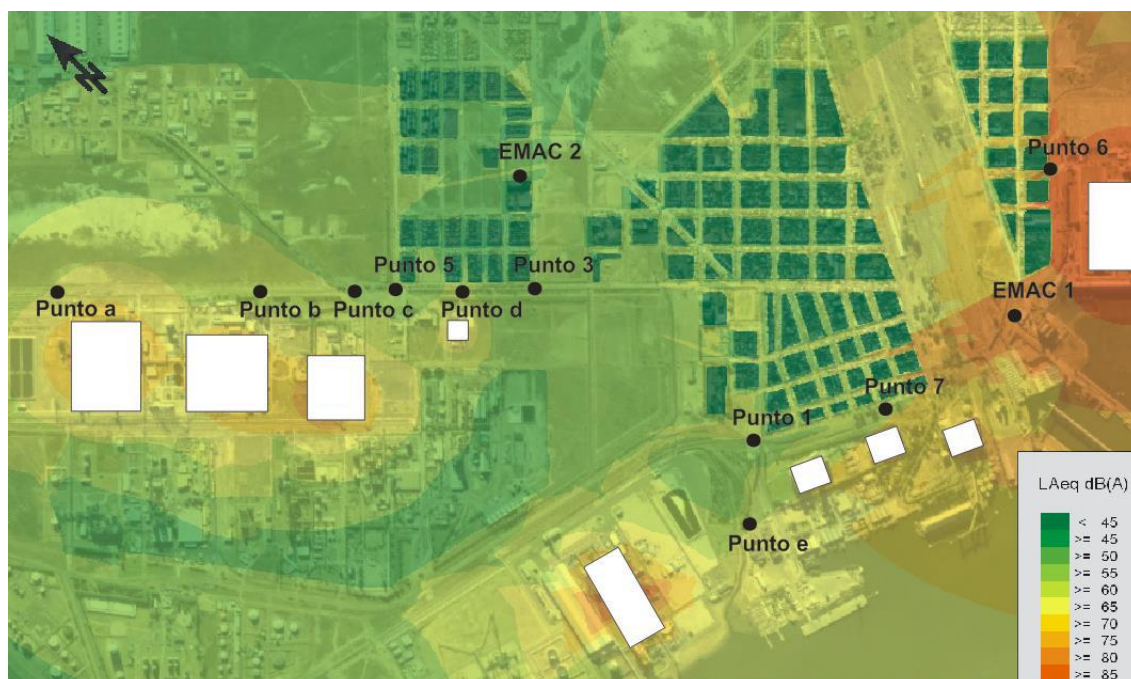 EMAC 2
Punto 6
Punto 5
Punto 3
Punto a
Punto b
Punto c
Punto d
EMAC 1
Punto 7
Punto 1
Punto e
LAeq dB(A)
< 45
>= 45
>= 50
>= 55
>= 60
>= 65
>= 70
>= 75
>= 80
>= 85